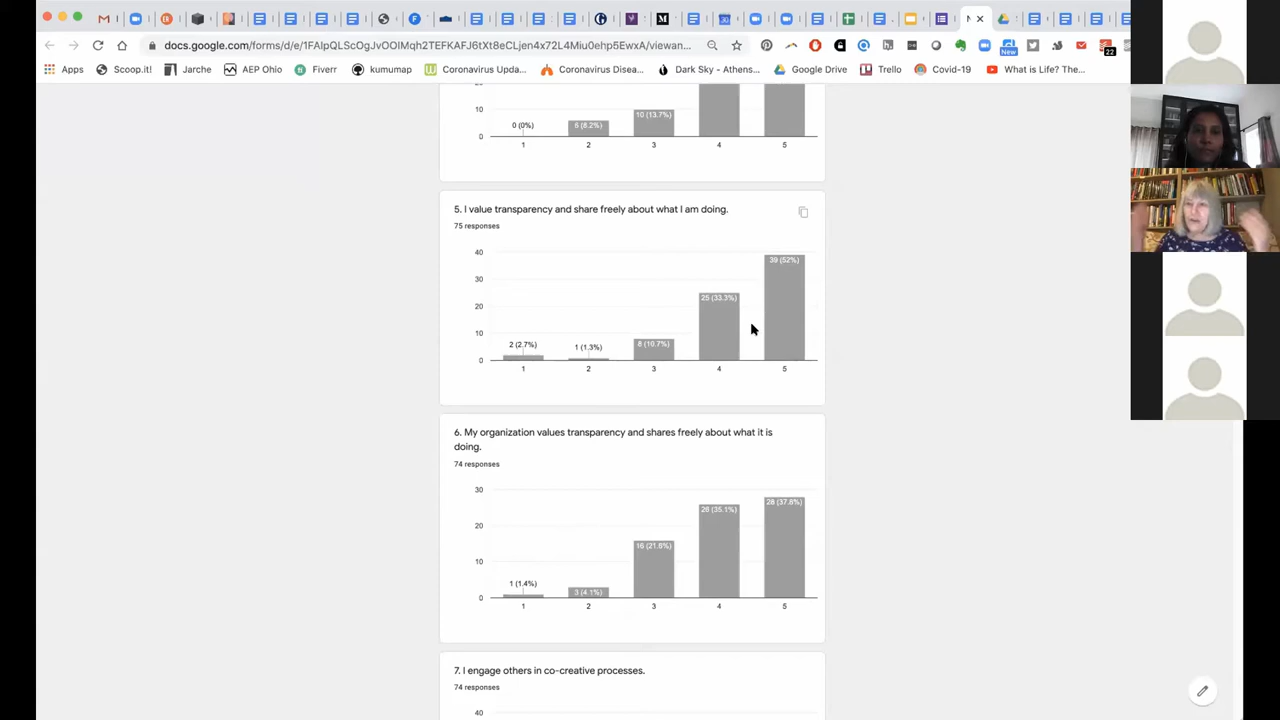 docs.google.com/forms/d/e/1FAIpQLScOgJvOOIMqh2TEFKAFJ6tXt8eCLjen4x72L4Miu0ehp5EwxA/viewan...
New
22
Apps Scoop.it! Jarche AEP Ohio Fiverr kumumap Coronavirus Upda... Coronavirus Disea... Dark Sky - Athens... Google Drive Trello Covid-19 What is Life? The...
10
0
0 (0%)
6 (8.2%)
10 (13.7%)
1 2 3 4 5
5. I value transparency and share freely about what I am doing.
75 responses
40
30
20
10
0
2 (2.7%)
1 (1.3%)
8 (10.7%)
25 (33.3%)
39 (52%)
1 2 3 4 5
6. My organization values transparency and shares freely about what it is
doing.
74 responses
30
20
10
0
1 (1.4%)
3 (4.1%)
16 (21.6%)
26 (35.1%)
28 (37.8%)
1 2 3 4 5
7. I engage others in co-creative processes.
74 responses
40